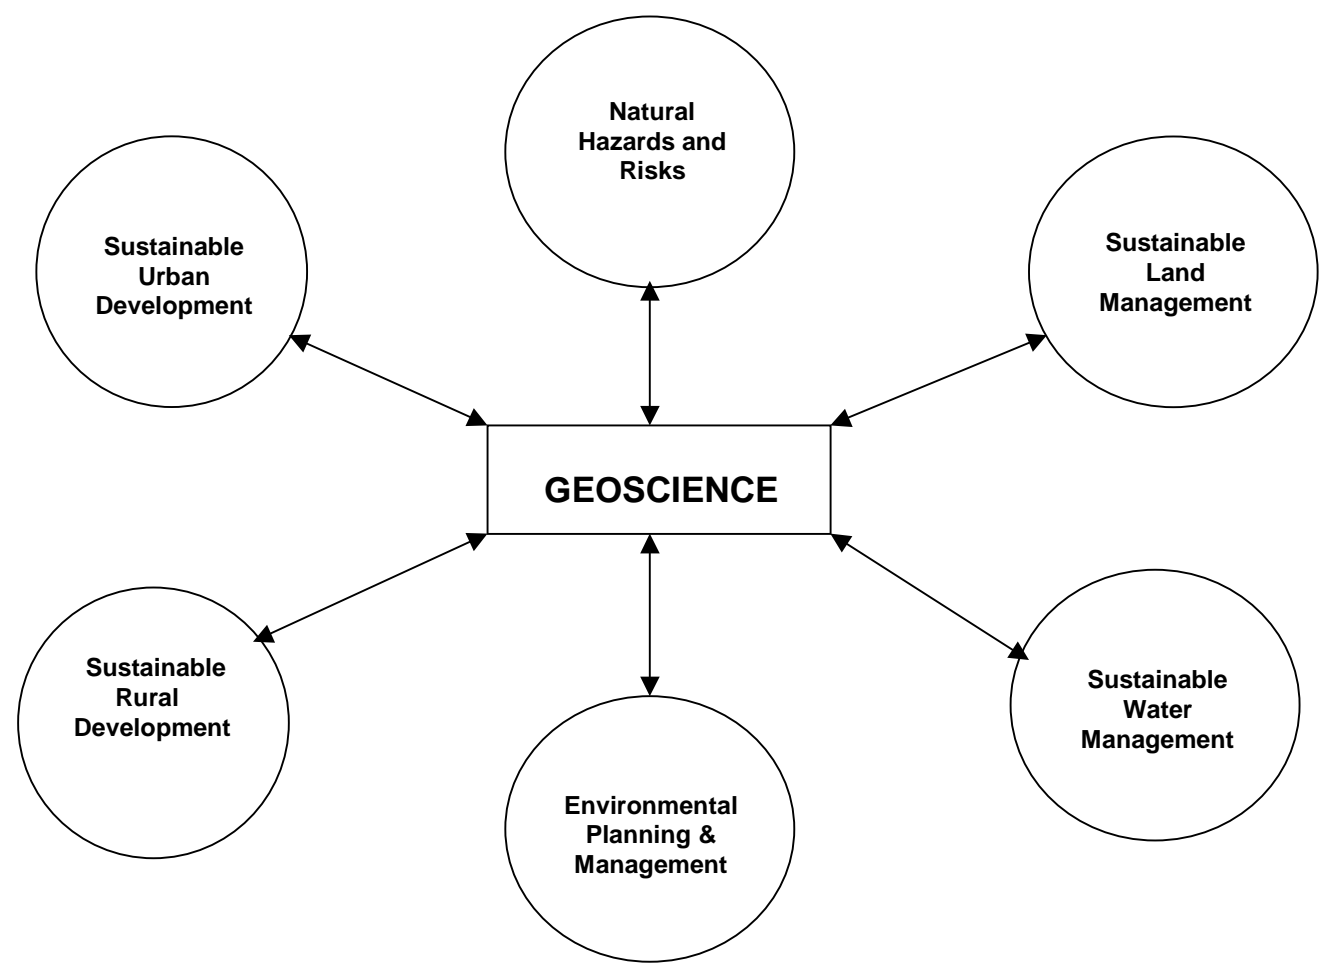 Natural
Hazards and
Risks
Sustainable
Urban
Development
Sustainable
Land
Management
GEOSCIENCE
Sustainable
Rural
Development
Sustainable
Water
Management
Environmental
Planning &
Management